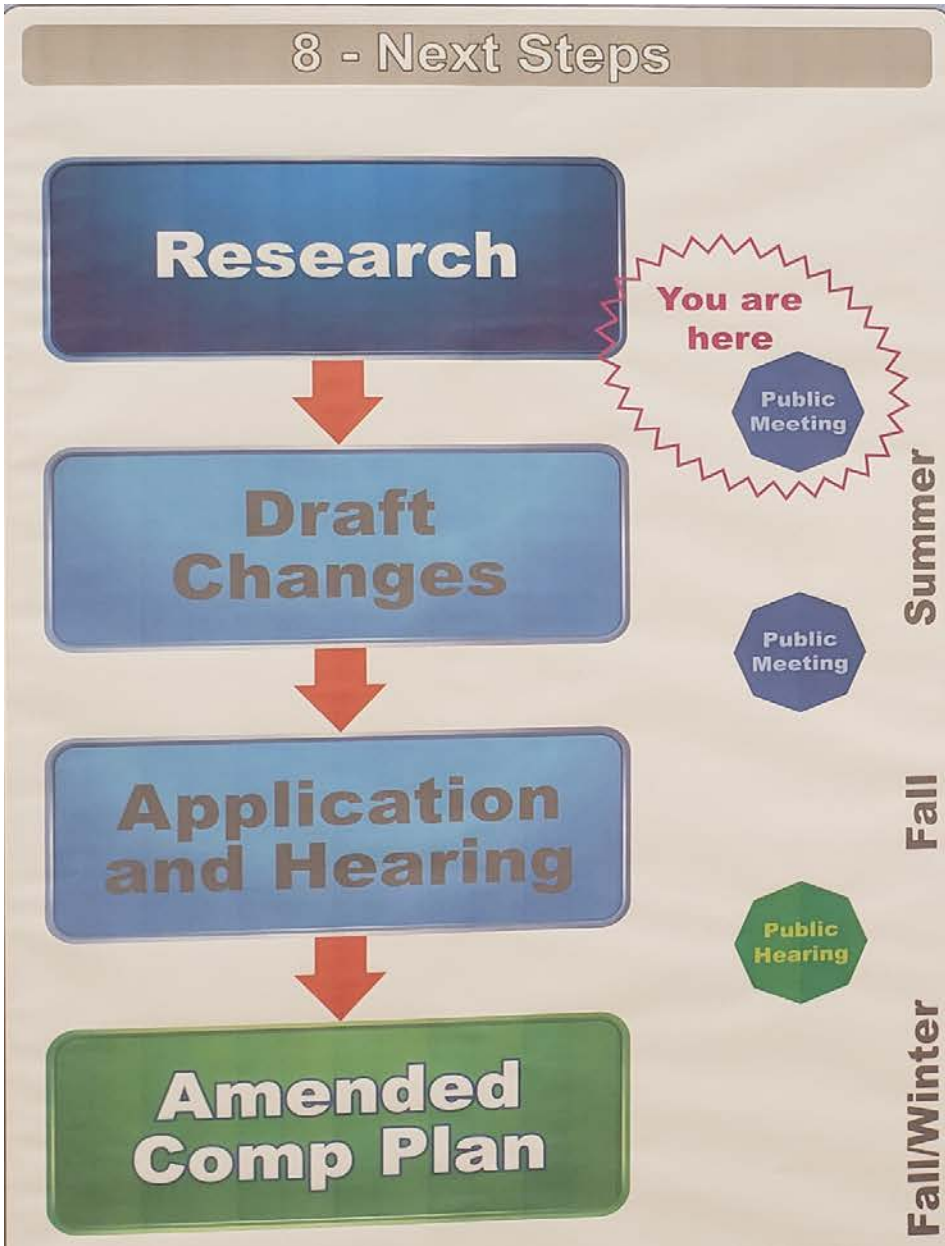 8 - Next Steps
Research
You are
here
Public
Meeting
Draft
Changes
Summer
Public
Meeting
Application
and Hearing
Fall
Public
Hearing
Amended
Comp Plan
Fall/Winter